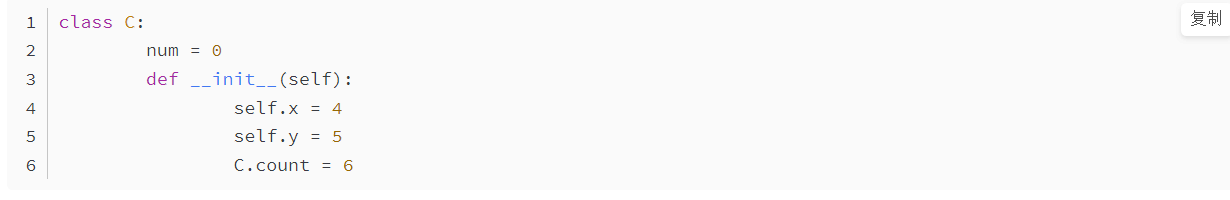 复制
1 class C:
2         num = 0
3         def __init__(self):
4                 self.x = 4
5                 self.y = 5
6                 C.count = 6